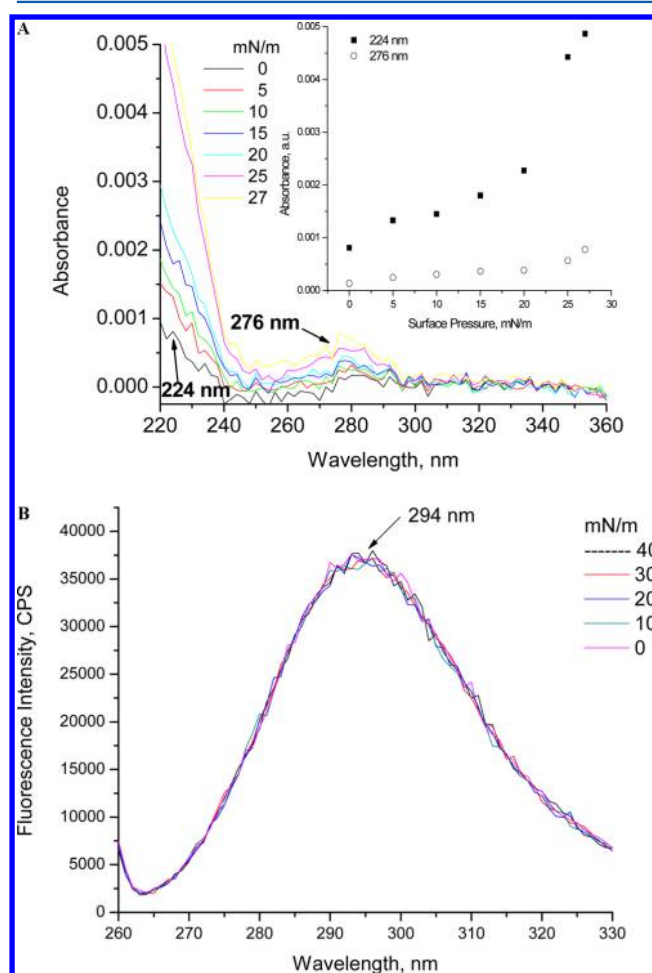 A
0.005
0.004
0.003
0.002
0.001
0.000
Absorbance
mN/m
0
5
10
15
20
25
27
276 nm
224 nm
220 240 260 280 300 320 340 360
Wavelength, nm
224 nm
276 nm
0.005
0.004
0.003
0.002
0.001
0.000
Absorbance, a.u.
0 5 10 15 20 25 30
Surface Pressure, mN/m
B
40000
35000
30000
25000
20000
15000
10000
5000
0
Fluorescence Intensity, CPS
294 nm
mN/m
40
30
20
10
0
260 270 280 290 300 310 320 330
Wavelength, nm